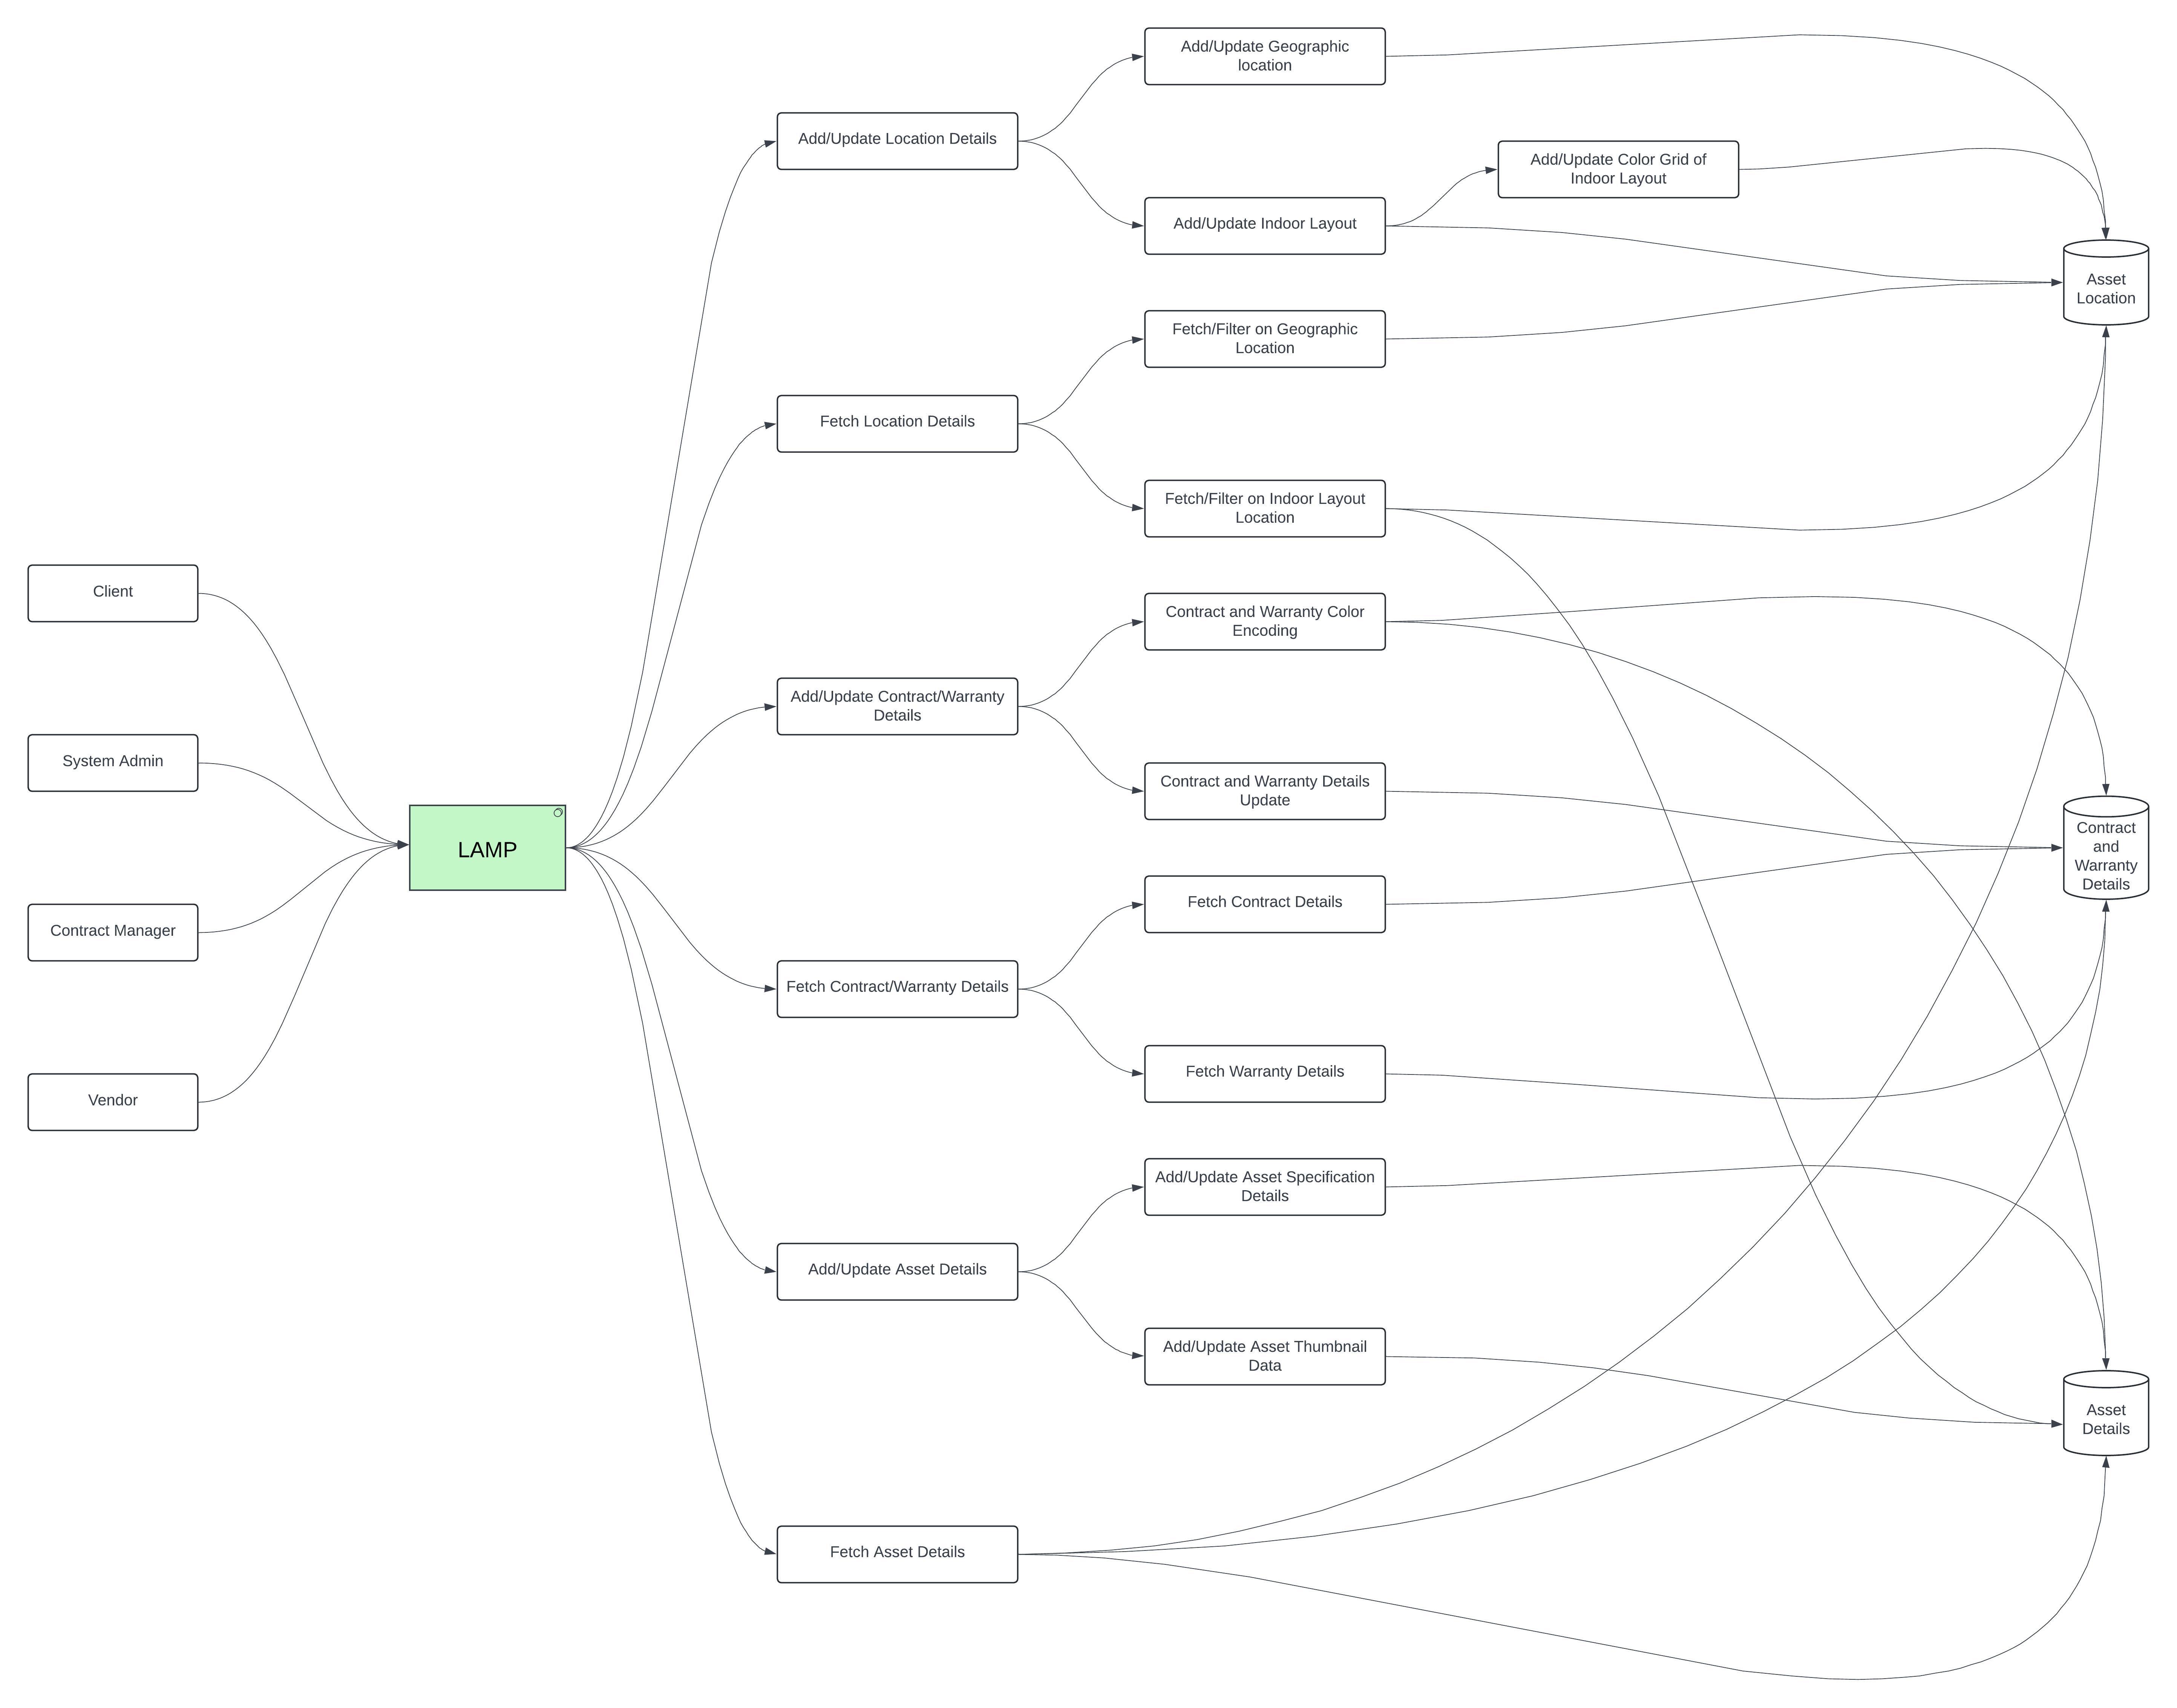 Client
System Admin
Contract Manager
Vendor
LAMP
Add/Update Location Details
Fetch Location Details
Add/Update Contract/Warranty
Details
Fetch Contract/Warranty Details
Add/Update Asset Details
Fetch Asset Details
Add/Update Geographic
location
Add/Update Indoor Layout
Fetch/Filter on Geographic
Location
Fetch/Filter on Indoor Layout
Location
Contract and Warranty Color
Encoding
Contract and Warranty Details
Update
Fetch Contract Details
Fetch Warranty Details
Add/Update Asset Specification
Details
Add/Update Asset Thumbnail
Data
Add/Update Color Grid of
Indoor Layout
Asset
Location
Contract
and
Warranty
Details
Asset
Details